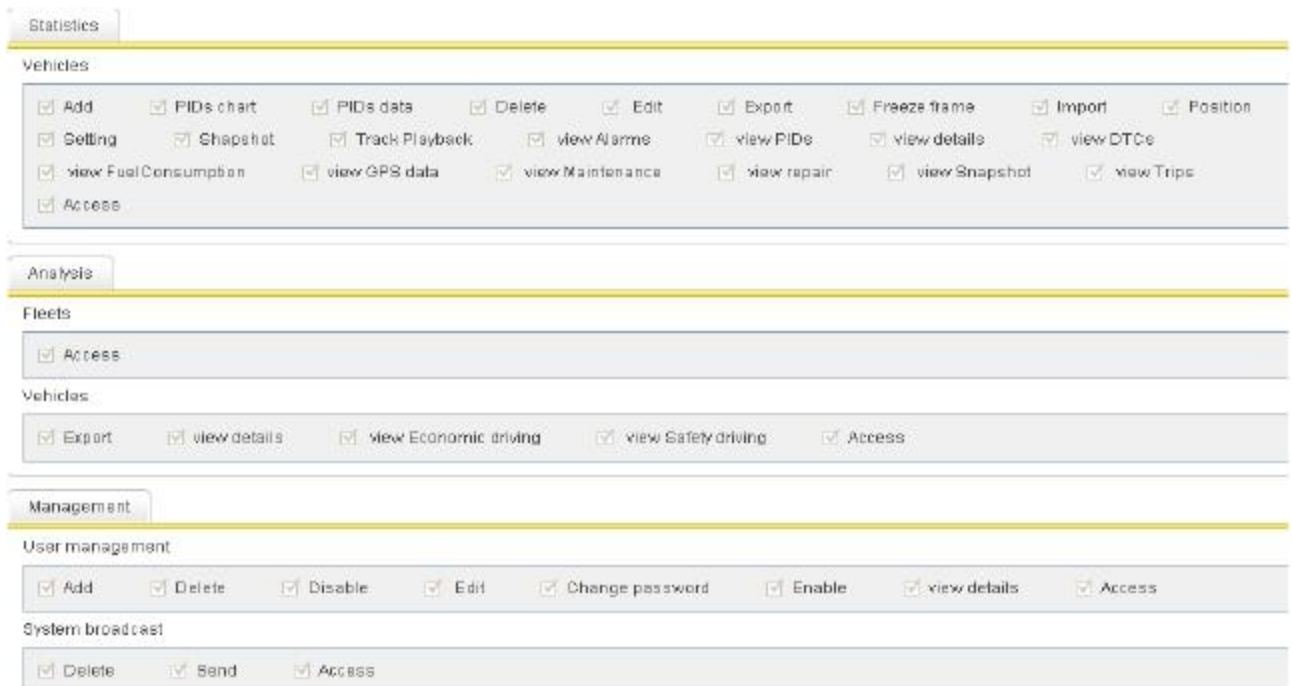 Statistics
Vehicles
Add PIDs chart PIDs data Delete Edit Export Freeze frame Import Position
Setting Shapshot Track Playback view Alarms view PIDs view details view DTCs
view Fuel Consumption view GPS data view Maintenance view repair view Snapshot view Trips
Access
Analysis
Fleets
Access
Vehicles
Export view details view Economic driving view Safety driving Access
Management
User management
Add Delete Disable Edit Change password Enable view details Access
System broadcast
Delete Send Access